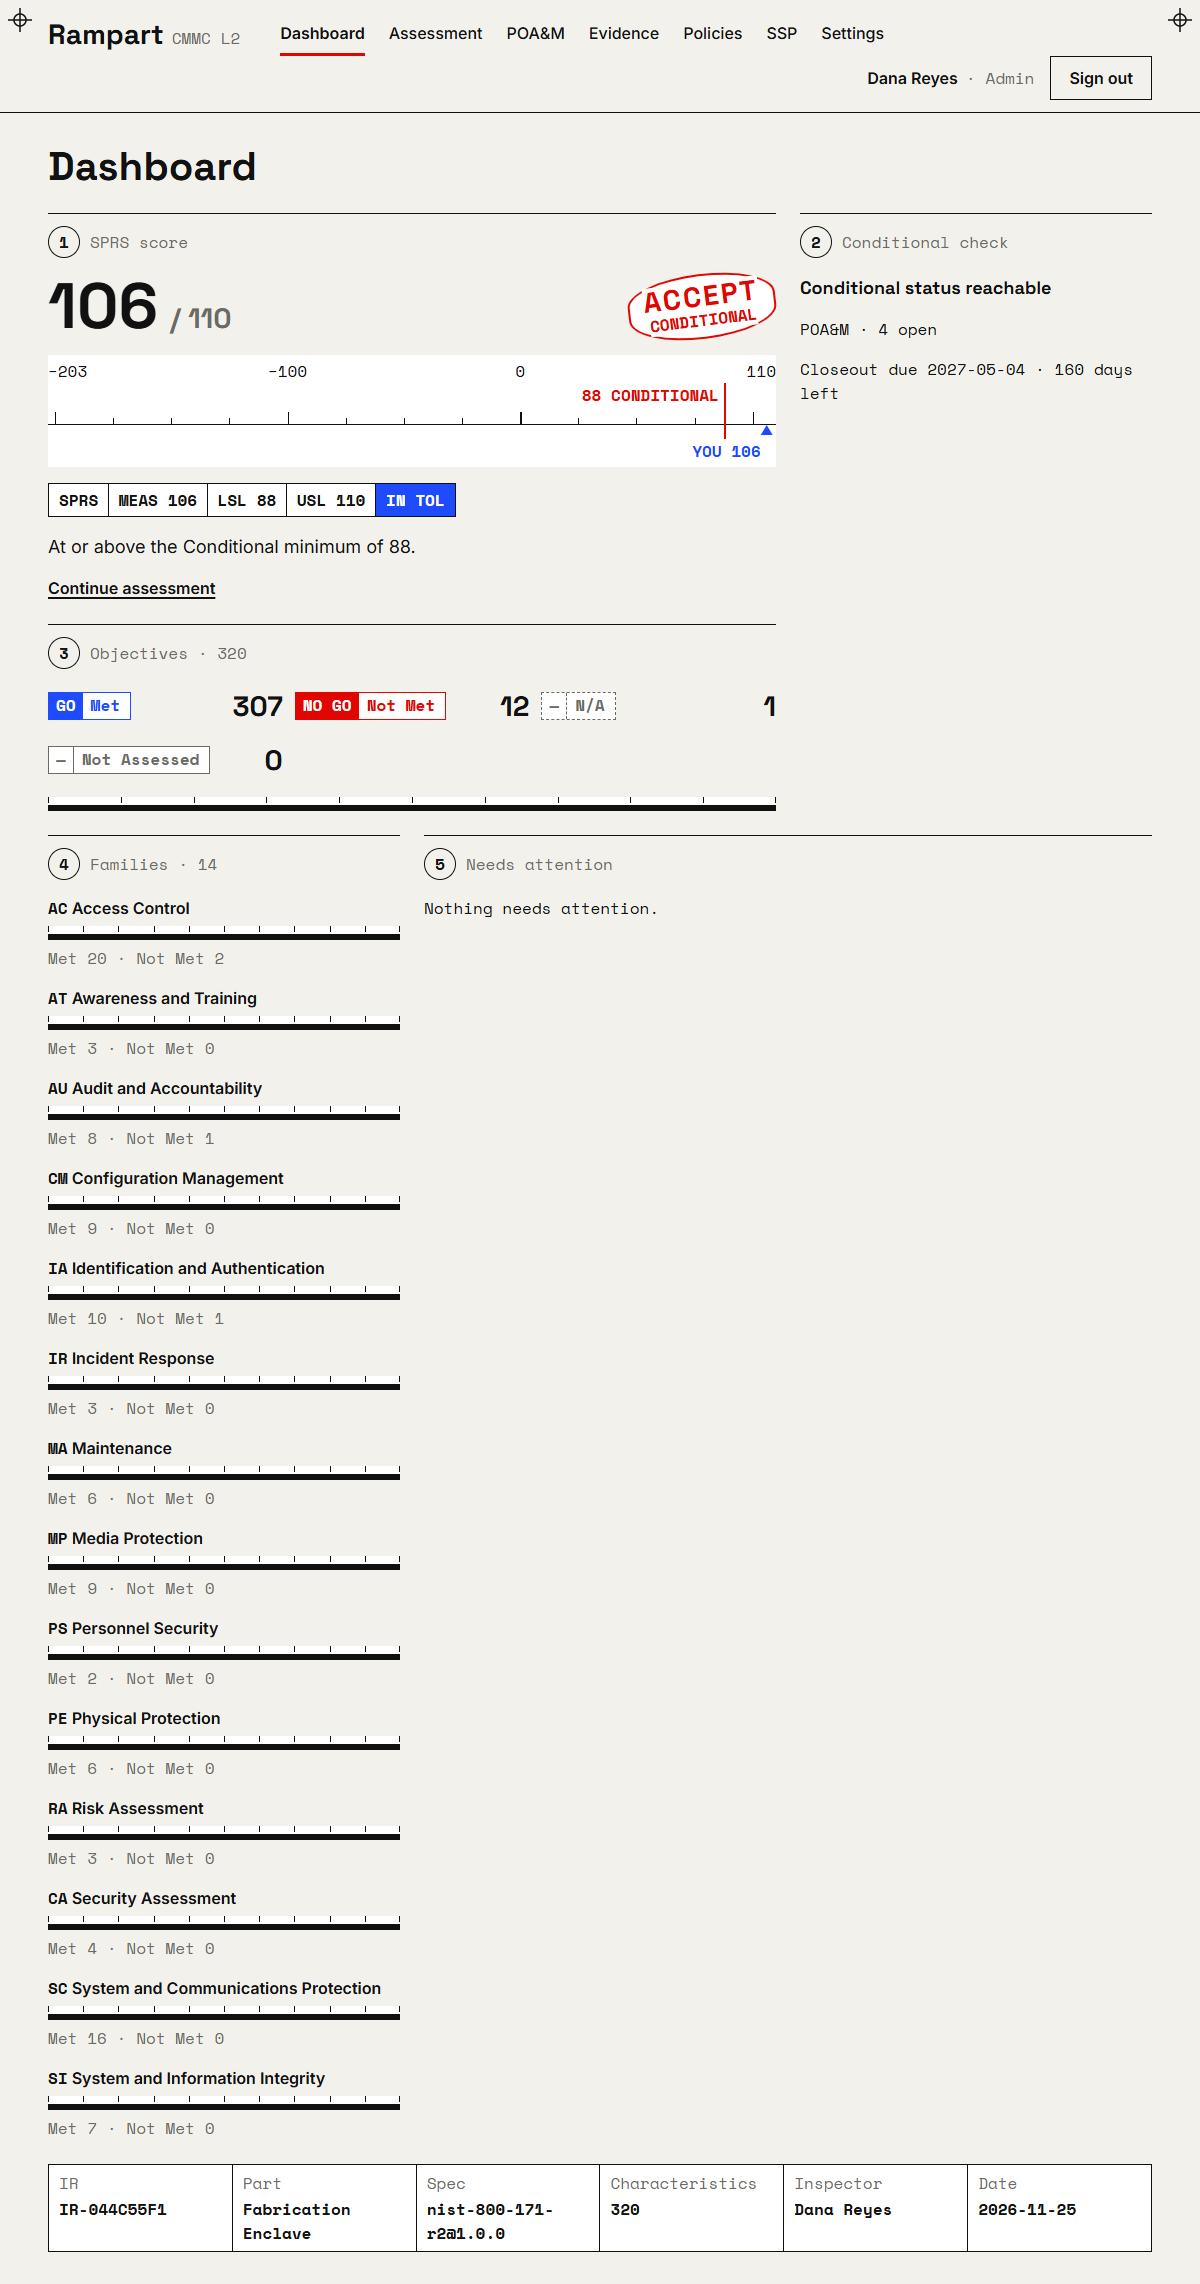 Rampart CMMC L2
Dashboard Assessment POA&M Evidence Policies SSP Settings
Dana Reyes · Admin Sign out
Dashboard
1 SPRS score
106 / 110
ACCEPT
CONDITIONAL
-203 -100 0 110
88 CONDITIONAL
YOU 106
SPRS MEAS 106 LSL 88 USL 110 IN TOL
At or above the Conditional minimum of 88.
Continue assessment
2 Conditional check
Conditional status reachable
POA&M · 4 open
Closeout due 2027-05-04 · 160 days
left
3 Objectives · 320
GO Met 307 NO GO Not Met 12 — N/A 1
— Not Assessed 0
4 Families · 14
AC Access Control
Met 20 · Not Met 2
AT Awareness and Training
Met 3 · Not Met 0
AU Audit and Accountability
Met 8 · Not Met 1
CM Configuration Management
Met 9 · Not Met 0
IA Identification and Authentication
Met 10 · Not Met 1
IR Incident Response
Met 3 · Not Met 0
MA Maintenance
Met 6 · Not Met 0
MP Media Protection
Met 9 · Not Met 0
PS Personnel Security
Met 2 · Not Met 0
PE Physical Protection
Met 6 · Not Met 0
RA Risk Assessment
Met 3 · Not Met 0
CA Security Assessment
Met 4 · Not Met 0
SC System and Communications Protection
Met 16 · Not Met 0
SI System and Information Integrity
Met 7 · Not Met 0
5 Needs attention
Nothing needs attention.
IR
IR-044C55F1
Part
Fabrication
Enclave
Spec
nist-800-171-
r2@1.0.0
Characteristics
320
Inspector
Dana Reyes
Date
2026-11-25